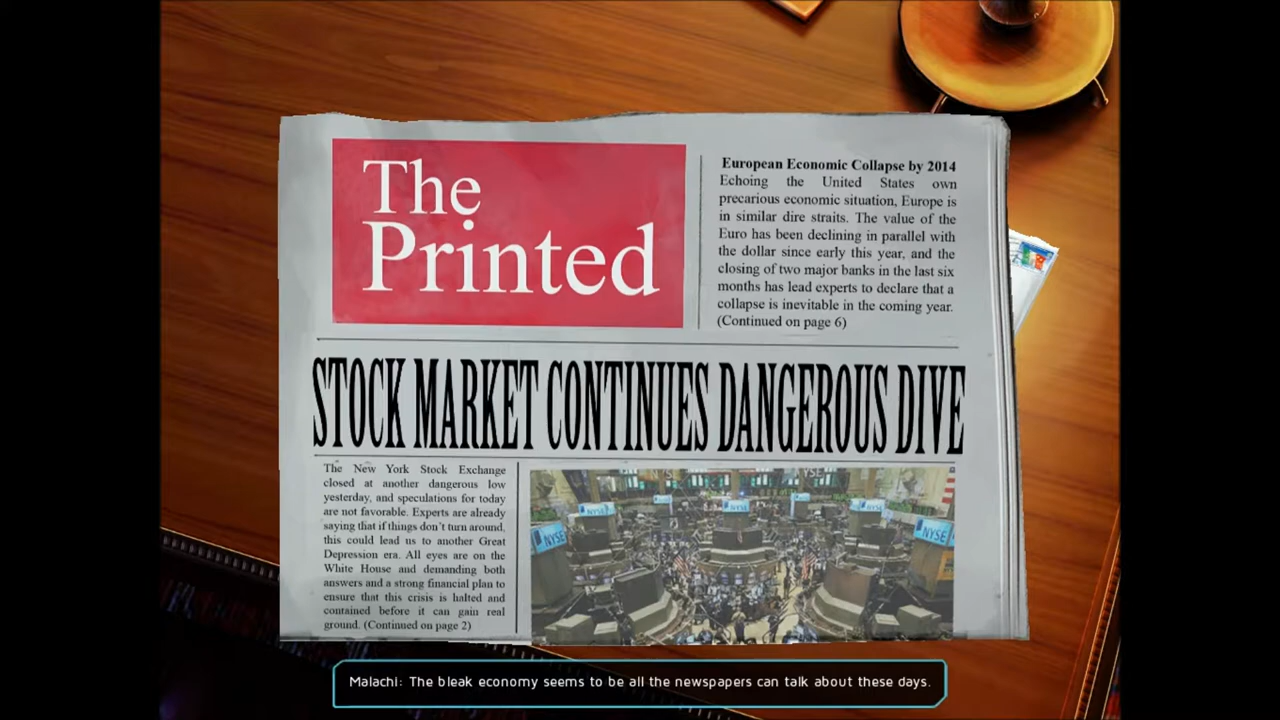 The
Printed
European Economic Collapse by 2014
Echoing the United States own
precarious economic situation, Europe is
in similar dire straits. The value of the
Euro has been declining in parallel with
the dollar since early this year, and the
closing of two major banks in the last six
months has lead experts to declare that a
collapse is inevitable in the coming year.
(Continued on page 6)
STOCK MARKET CONTINUES DANGEROUS DIVE
The New York Stock Exchange
closed at another dangerous low
yesterday, and speculations for today
are not favorable. Experts are already
saying that if things don't turn around,
this could lead us to another Great
Depression era. All eyes are on the
White House and demanding both
answers and a strong financial plan to
ensure that this crisis is halted and
contained before it can gain real
ground. (Continued on page 2)
NYSE
NYSE
NYSE
NYSE
NYSE
NYSE
Malachi: The bleak economy seems to be all the newspapers can talk about these days.